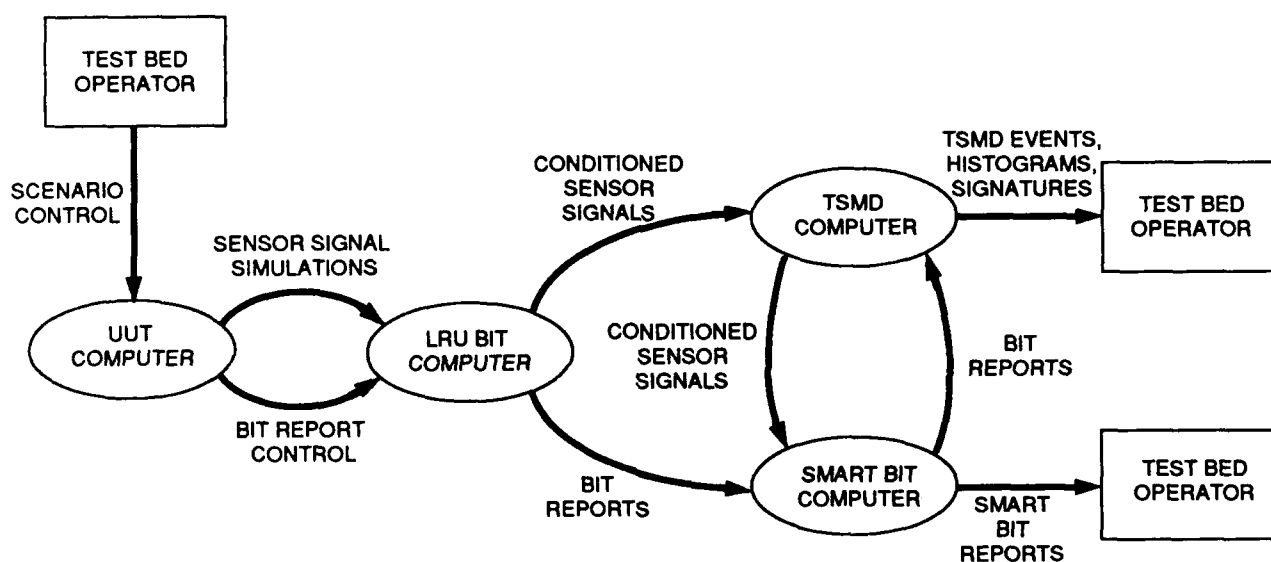 TEST BED
OPERATOR
SCENARIO
CONTROL
UUT
COMPUTER
SENSOR SIGNAL
SIMULATIONS
BIT REPORT
CONTROL
LRU BIT
COMPUTER
CONDITIONED
SENSOR
SIGNALS
BIT
REPORTS
TSMD
COMPUTER
CONDITIONED
SENSOR
SIGNALS
BIT
REPORTS
SMART BIT
COMPUTER
TSMD EVENTS,
HISTOGRAMS,
SIGNATURES
TEST BED
OPERATOR
SMART
BIT
REPORTS
TEST BED
OPERATOR